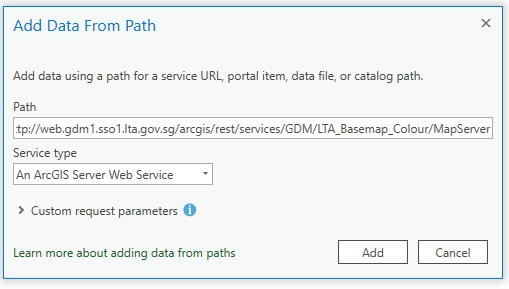 Add Data From Path
Add data using a path for a service URL, portal item, data file, or catalog path.
Path
:tp://web.gdm1.sso1.lta.gov.sg/arcgis/rest/services/GDM/LTA_Basemap_Colour/MapServer
Service type
An ArcGIS Server Web Service
Custom request parameters
Learn more about adding data from paths
Add
Cancel